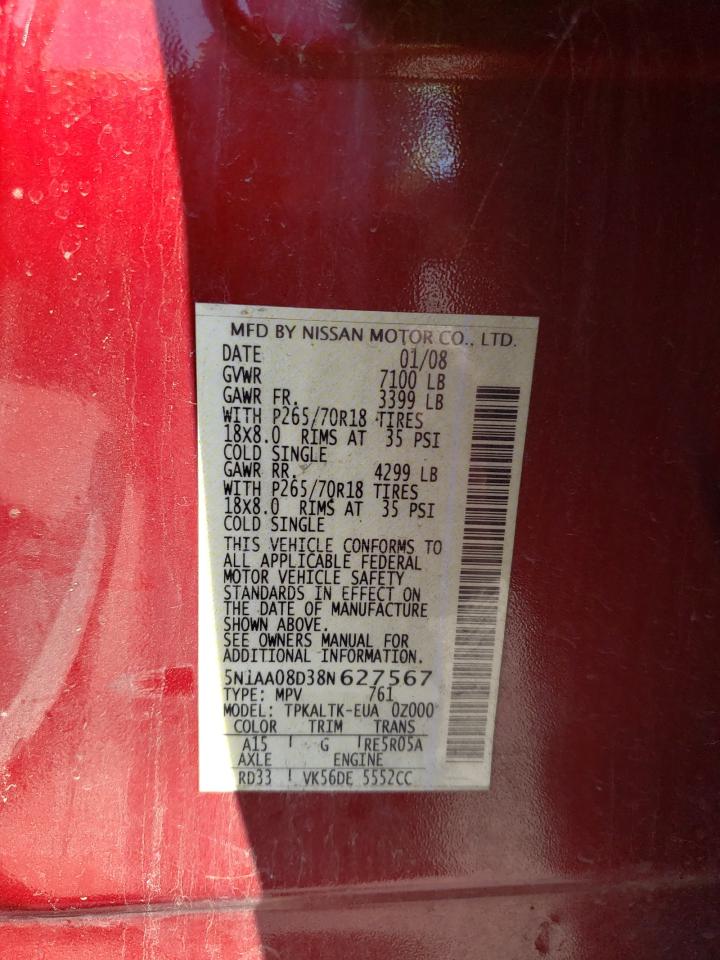 MFD BY NISSAN MOTOR CO., LTD.
DATE 01/08
GVWR 7100 LB
GAWR FR. 3399 LB
WITH P265/70R18 TIRES
18X8.0 RIMS AT 35 PSI
COLD SINGLE
GAWR RR. 4299 LB
WITH P265/70R18 TIRES
18X8.0 RIMS AT 35 PSI
COLD SINGLE
THIS VEHICLE CONFORMS TO
ALL APPLICABLE FEDERAL
MOTOR VEHICLE SAFETY
STANDARDS IN EFFECT ON
THE DATE OF MANUFACTURE
SHOWN ABOVE.
SEE OWNERS MANUAL FOR
ADDITIONAL INFORMATION.
5N1AA08D38N627567
TYPE: MPV 761
MODEL: TPKALTK-EUA 0Z000
COLOR TRIM TRANS
A15 G RE5R05A
AXLE ENGINE
RD33 VK56DE 5552CC